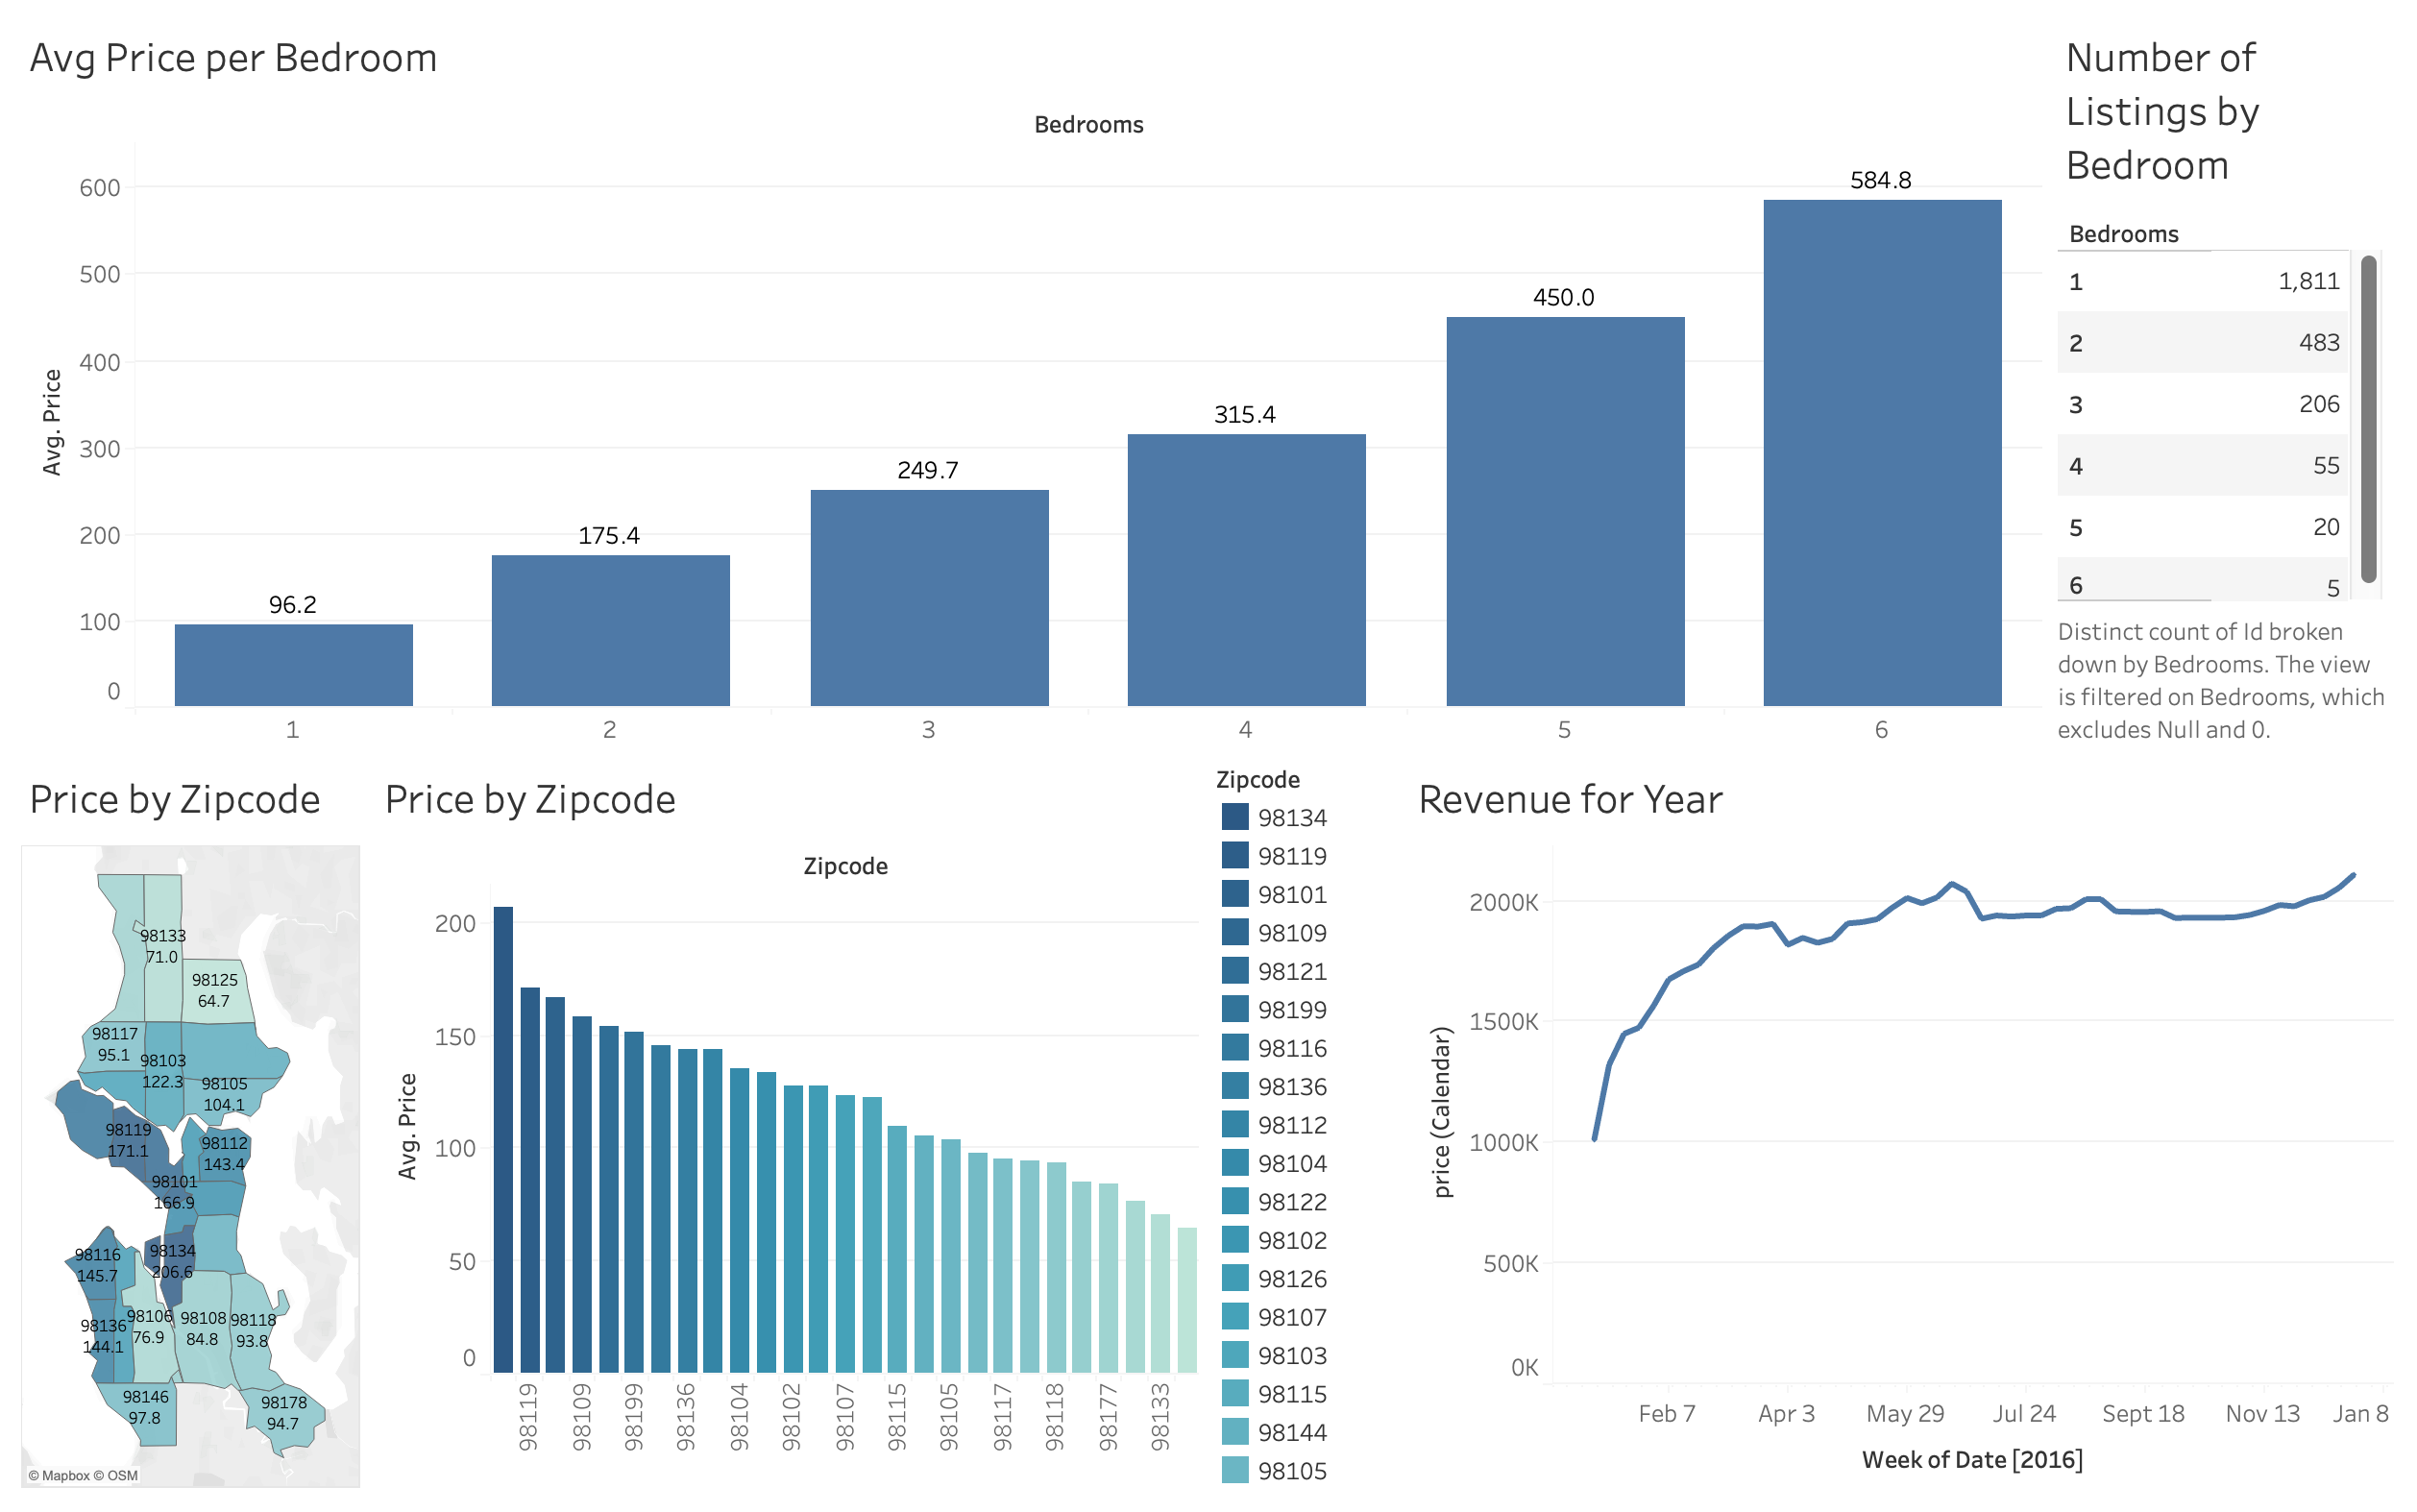 Avg Price per Bedroom
Bedrooms
Avg. Price
600
500
400
300
200
100
0
96.2
175.4
249.7
315.4
450.0
584.8
1
2
3
4
5
6
Number of
Listings by
Bedroom
Bedrooms
1 1,811
2 483
3 206
4 55
5 20
6 5
Distinct count of Id broken
down by Bedrooms. The view
is filtered on Bedrooms, which
excludes Null and 0.
Price by Zipcode
98133
71.0
98125
64.7
98117
95.1
98103
122.3
98105
104.1
98119
171.1
98112
143.4
98101
166.9
98134
206.6
98116
145.7
98136
144.1
98106
76.9
98108
84.8
98118
93.8
98146
97.8
98178
94.7
© Mapbox © OSM
Price by Zipcode
Zipcode
Avg. Price
200
150
100
50
0
98119
98109
98199
98136
98104
98102
98107
98115
98105
98117
98118
98177
98133
Zipcode
98134
98119
98101
98109
98121
98199
98116
98136
98112
98104
98122
98102
98126
98107
98103
98115
98144
98105
Revenue for Year
price (Calendar)
2000K
1500K
1000K
500K
0K
Feb 7
Apr 3
May 29
Jul 24
Sept 18
Nov 13
Jan 8
Week of Date [2016]